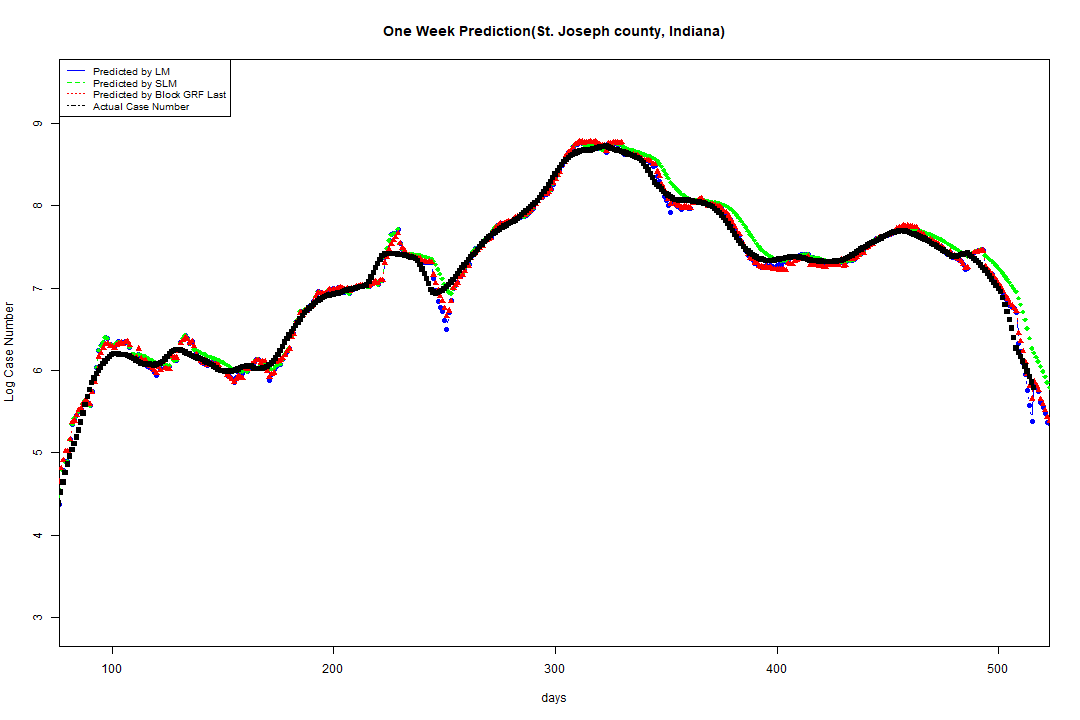 One Week Prediction(St. Joseph county, Indiana)
Predicted by LM
Predicted by SLM
Predicted by Block GRF Last
Actual Case Number
9
8
7
6
5
4
3
Log Case Number
100 200 300 400 500
days